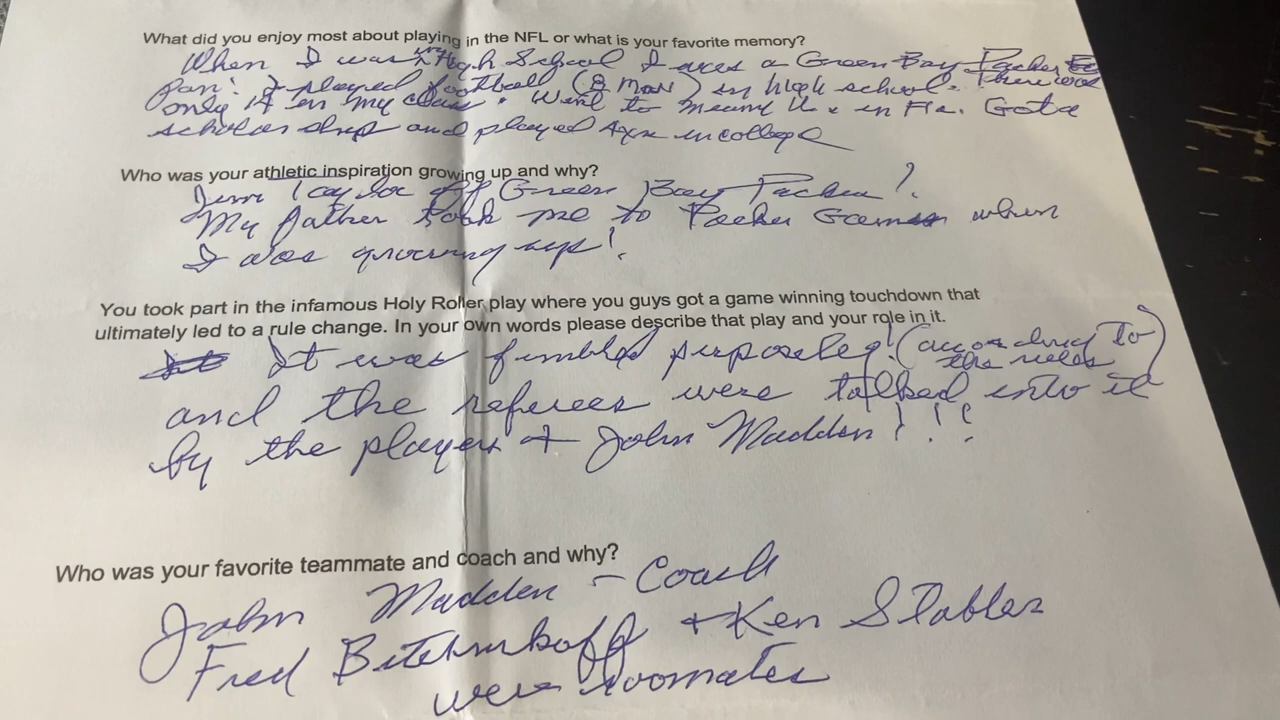 What did you enjoy most about playing in the NFL or what is your favorite memory?
When I was in High School I was a Green Bay Packer
fan! I played football (8 man) in high school. There was
only 17 in my class. Went to in Fla. Got a
scholarship and played 4 yrs in college
Who was your athletic inspiration growing up and why?
Jim Taylor of Green Bay Packer!
My father took me to Packer Games when
I was growing up!
You took part in the infamous Holy Roller play where you guys got a game winning touchdown that
ultimately led to a rule change. In your own words please describe that play and your role in it.
It was fumbled purposeley! (according To
the rules)
and the referees were talked into it
by the players + John Madden!!!
Who was your favorite teammate and coach and why?
John Madden - Coach
Fred + Ken Stabler
were roomates